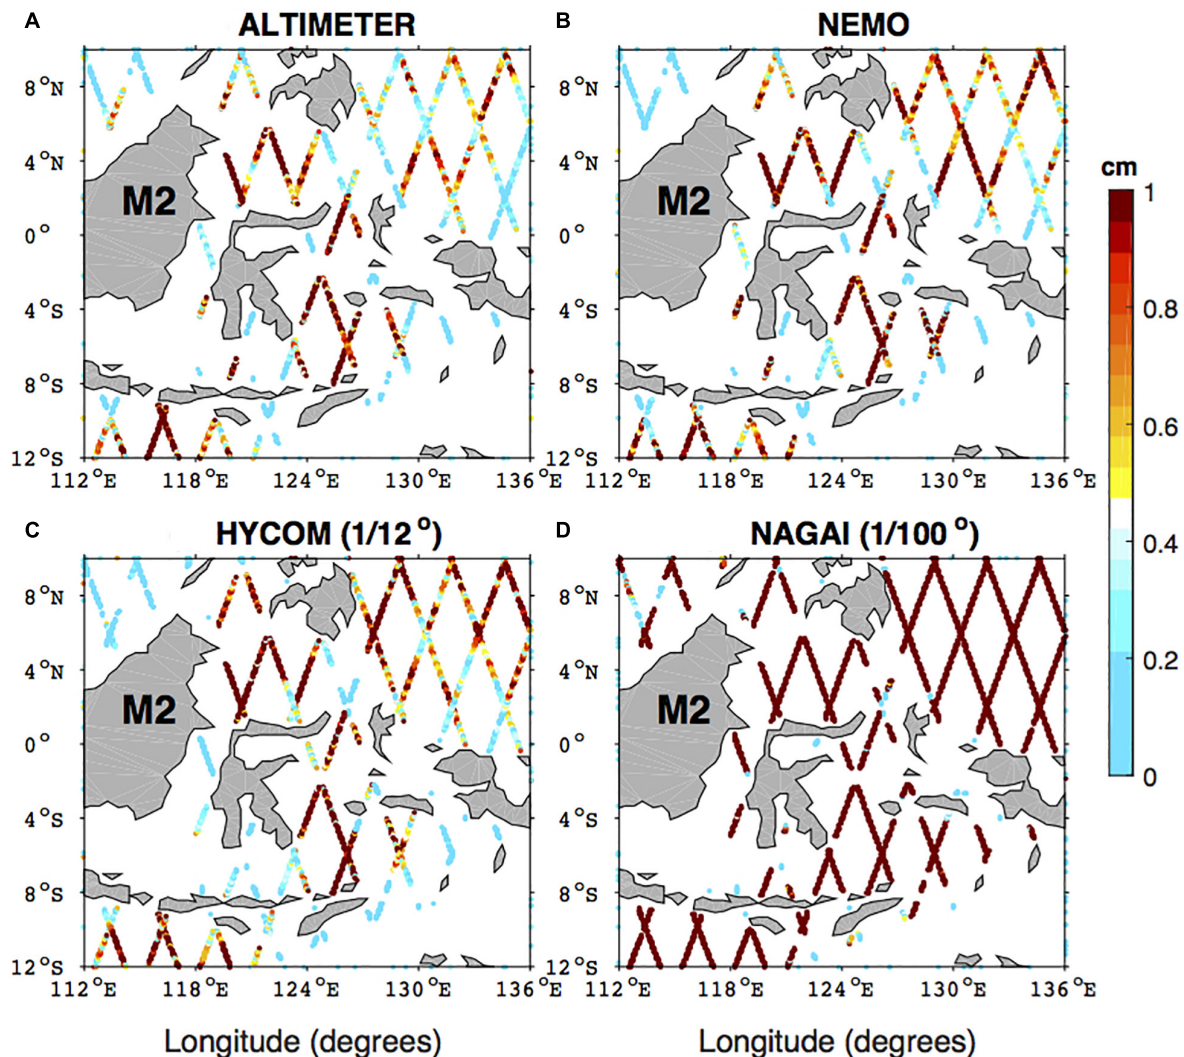 A
ALTIMETER
B
NEMO
8°N
4°N
0°
4°S
8°S
12°S
M2
112°E
118°E
124°E
130°E
136°E
8°N
4°N
0°
4°S
8°S
12°S
M2
112°E
118°E
124°E
130°E
136°E
cm
1
0.8
0.6
0.4
0.2
0
C
HYCOM (1/12°)
D
NAGAI (1/100°)
8°N
4°N
0°
4°S
8°S
12°S
M2
112°E
118°E
124°E
130°E
136°E
8°N
4°N
0°
4°S
8°S
12°S
M2
112°E
118°E
124°E
130°E
136°E
Longitude (degrees)
Longitude (degrees)